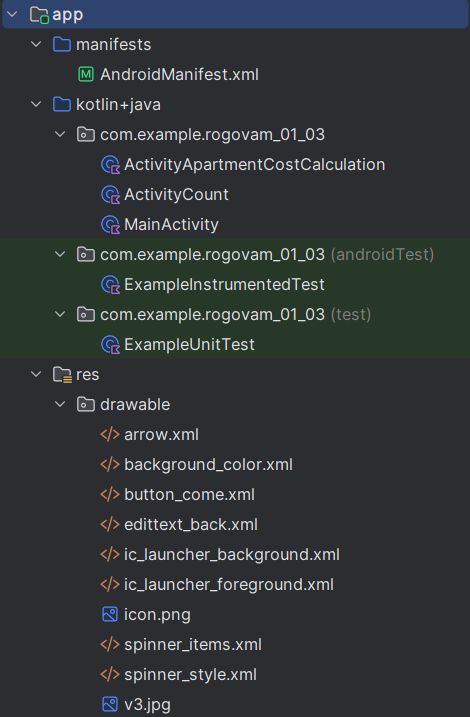 app
manifests
AndroidManifest.xml
kotlin+java
com.example.rogovam_01_03
ActivityApartmentCostCalculation
ActivityCount
MainActivity
com.example.rogovam_01_03 (androidTest)
ExampleInstrumentedTest
com.example.rogovam_01_03 (test)
ExampleUnitTest
res
drawable
arrow.xml
background_color.xml
button_come.xml
edittext_back.xml
ic_launcher_background.xml
ic_launcher_foreground.xml
icon.png
spinner_items.xml
spinner_style.xml
v3.jpg